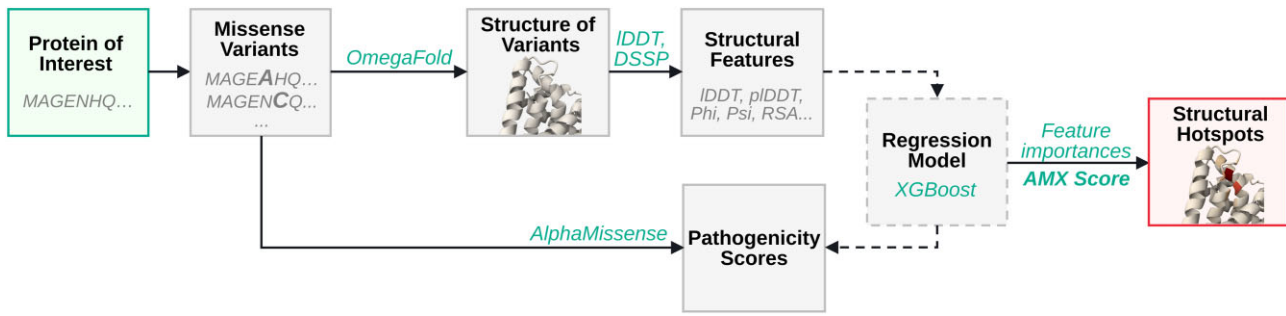 Protein of
Interest
MAGENHQ...
Missense
Variants
MAGEAHQ...
MAGENCQ...
...
OmegaFold
Structure of
Variants
lDDT,
DSSP
Structural
Features
lDDT, plDDT,
Phi, Psi, RSA...
Regression
Model
XGBoost
Feature
importances
AMX Score
Structural
Hotspots
AlphaMissense
Pathogenicity
Scores